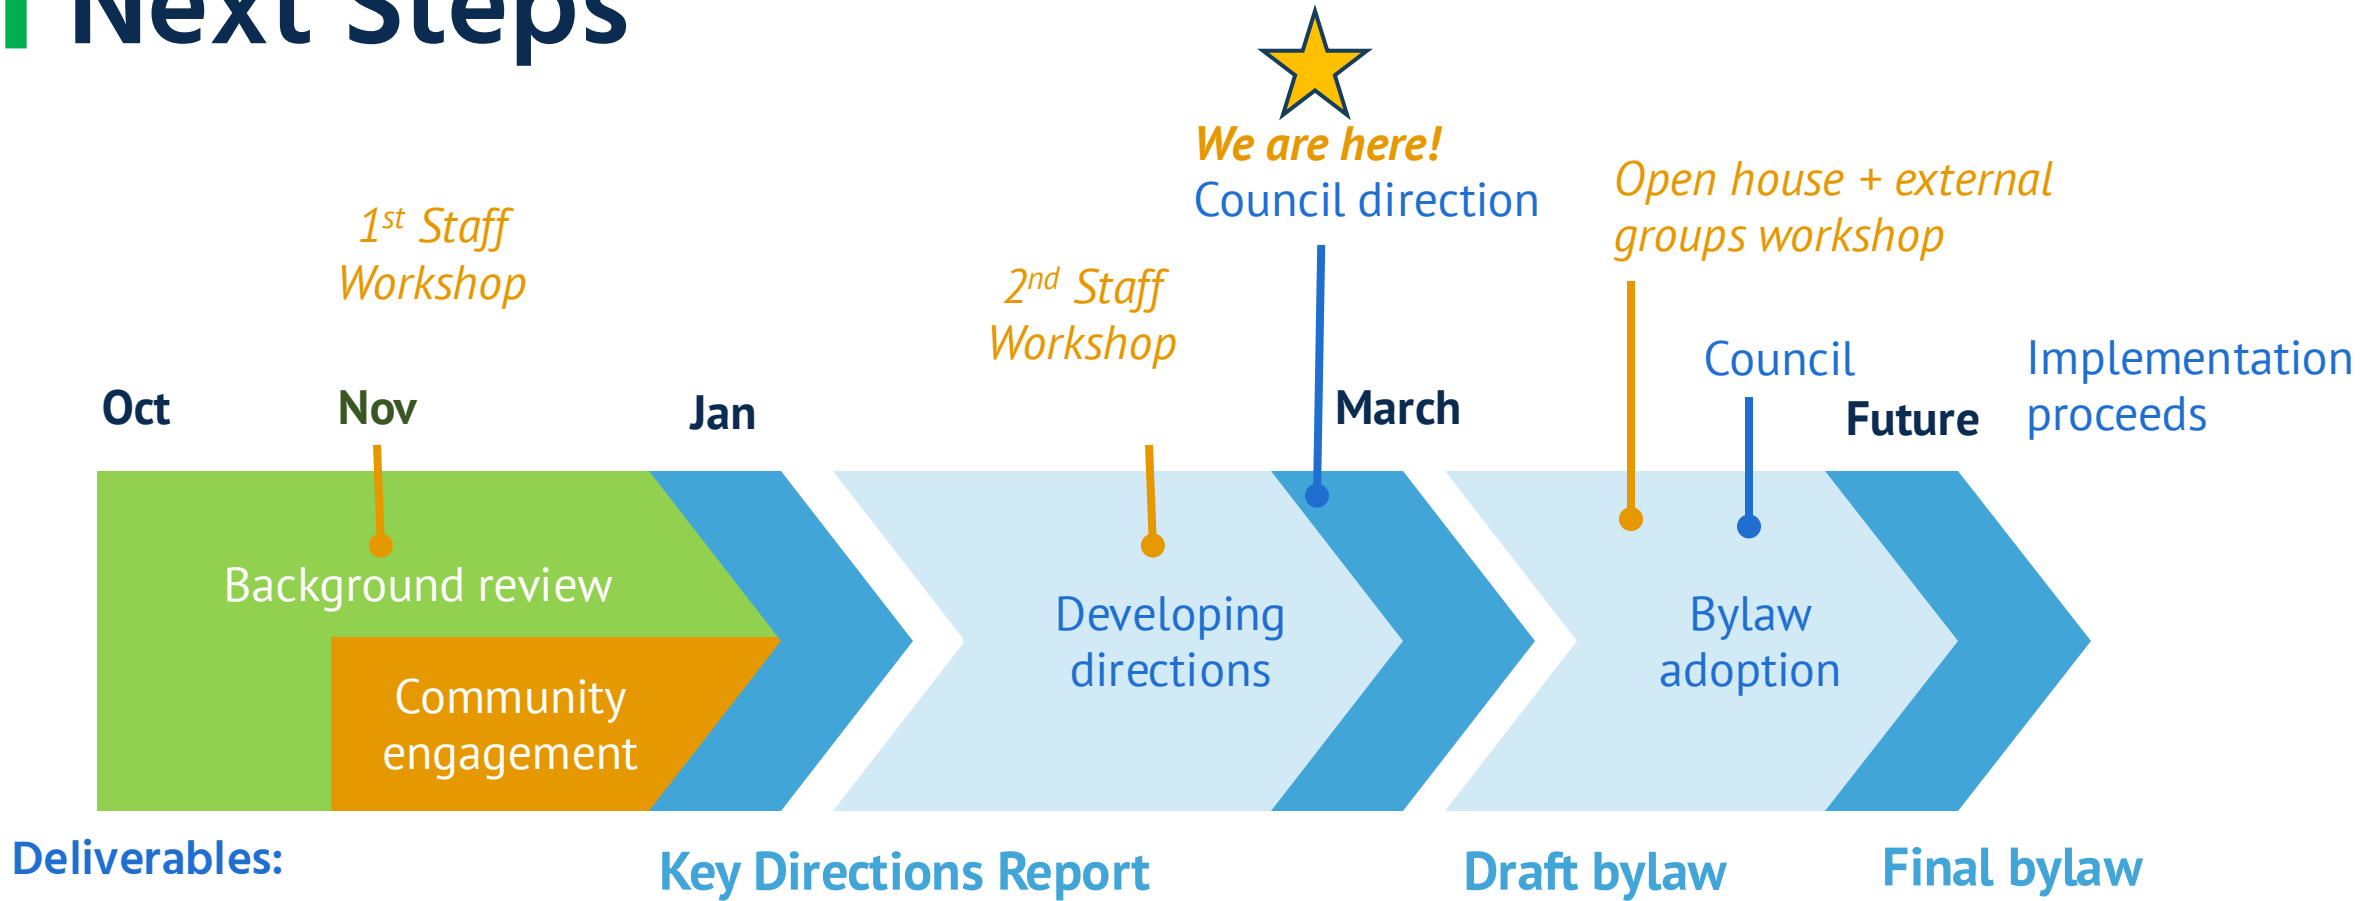 Next Steps
We are here!
Council direction
1st Staff
Workshop
2nd Staff
Workshop
Open house + external
groups workshop
Council
Implementation
proceeds
Oct
Nov
Jan
March
Future
Background review
Community
engagement
Developing
directions
Bylaw
adoption
Deliverables:
Key Directions Report
Draft bylaw
Final bylaw